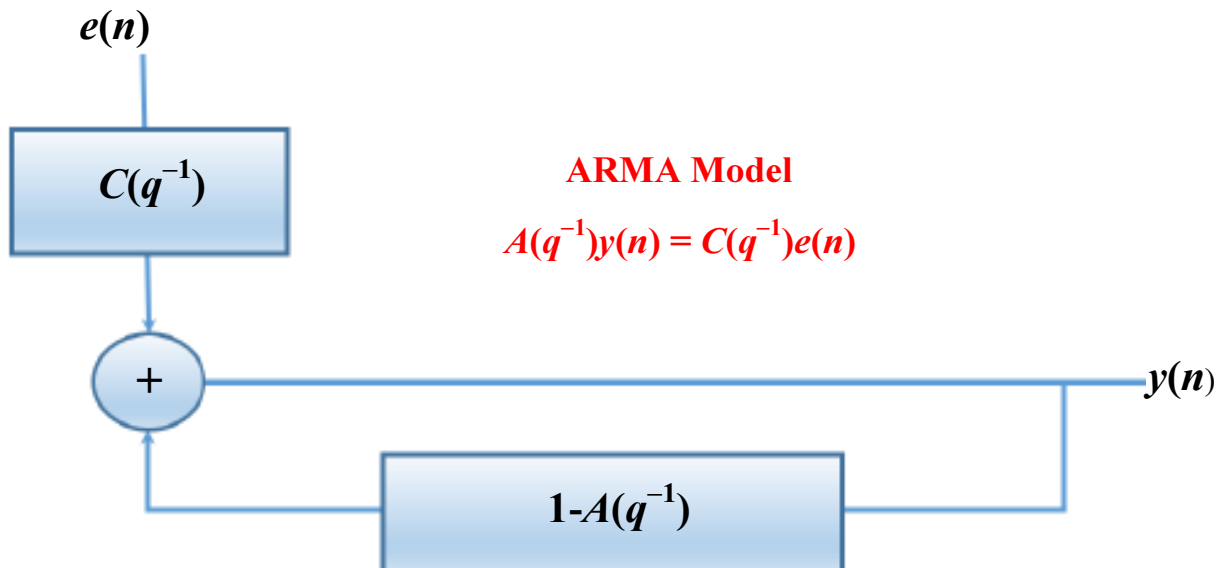 e(n)
C(q⁻¹)
ARMA Model
A(q⁻¹)y(n) = C(q⁻¹)e(n)
+
y(n)
1-A(q⁻¹)